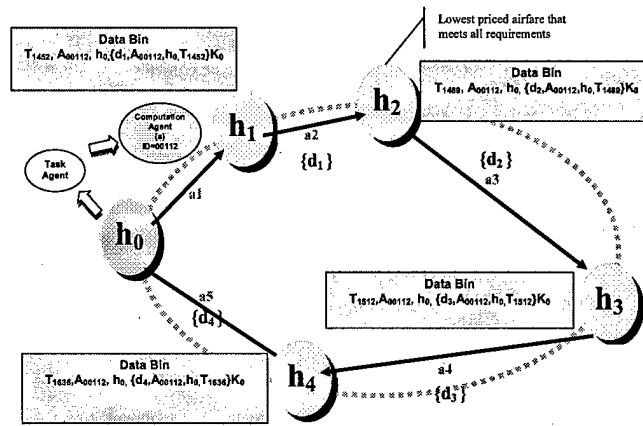 Lowest priced airfare that
meets all requirements
Data Bin
T1452, A00112, h0,{d1,A00112,h0,T1452}K0
Data Bin
T1489, A00112, h0, {d2,A00112,h0,T1489}K0
h2
Computation
Agent
(a)
ID=00112
h1
a2
{d1}
{d2}
a3
Task
Agent
a1
h0
Data Bin
T1512,A00112, h0, {d3,A00112,h0,T1512}K0
h3
a5
{d4}
Data Bin
T1536,A00112, h0, {d4,A00112,h0,T1536}K0
h4
a4
{d3}